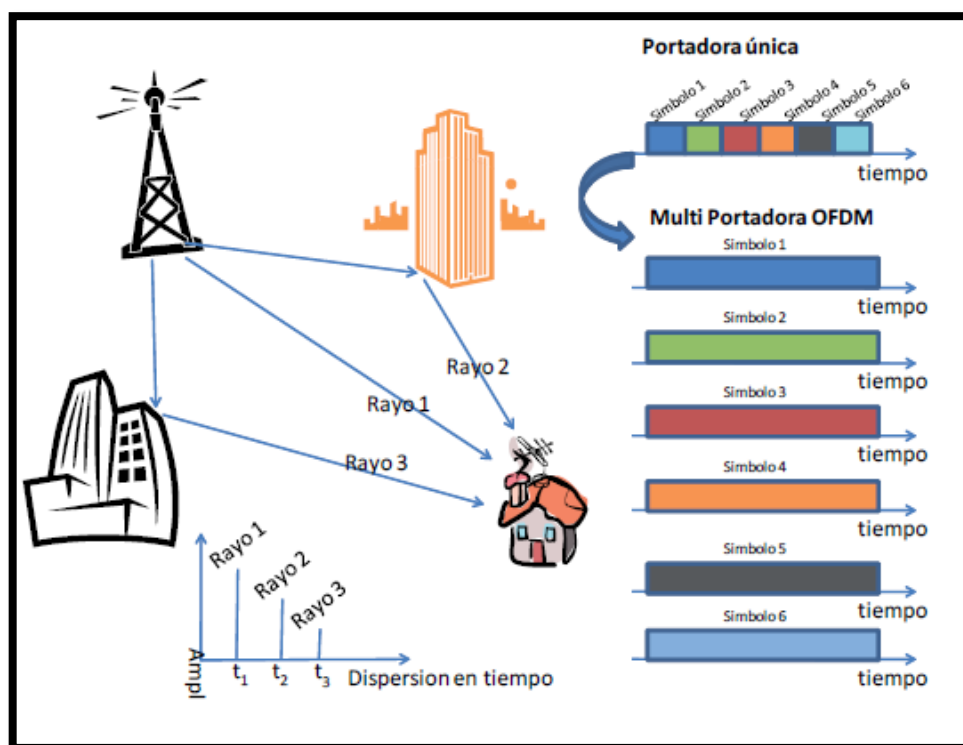 Portadora única
Simbolo 1
Simbolo 2
Simbolo 3
Simbolo 4
Simbolo 5
Simbolo 6
tiempo
Multi Portadora OFDM
Simbolo 1
tiempo
Simbolo 2
tiempo
Simbolo 3
tiempo
Simbolo 4
tiempo
Simbolo 5
tiempo
Simbolo 6
tiempo
Rayo 2
Rayo 1
Rayo 3
Rayo 1
Rayo 2
Rayo 3
Ampl
t1
t2
t3
Dispersion en tiempo